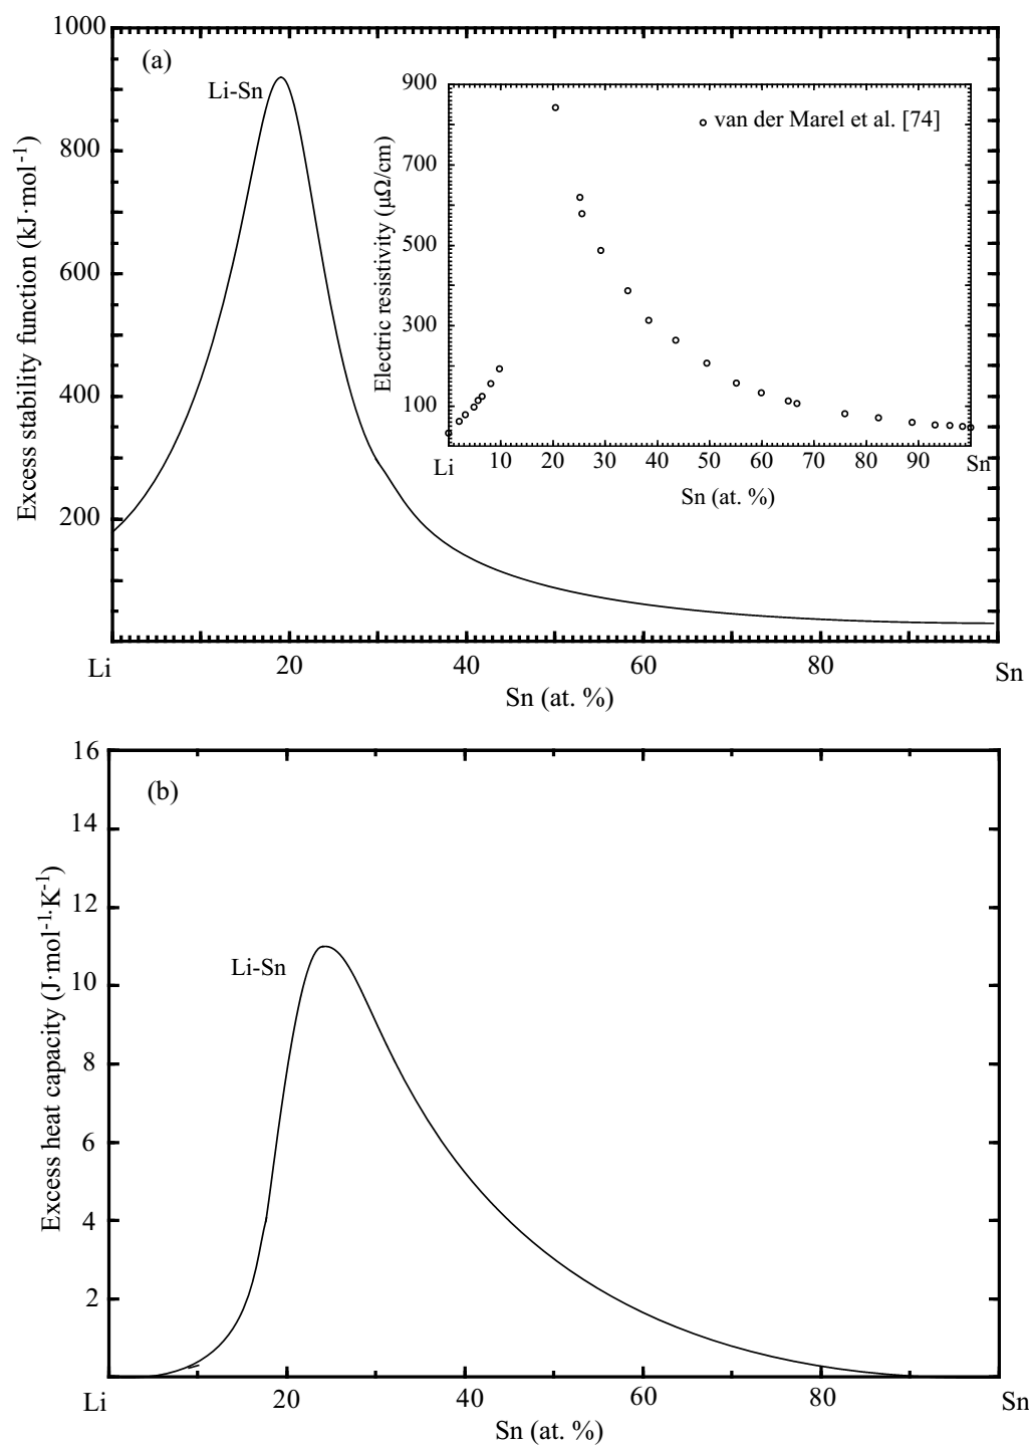 1000
(a)
Li-Sn
800
600
400
200
Excess stability function (kJ·mol-1)
900
700
500
300
100
Electric resistivity (μΩ/cm)
van der Marel et al. [74]
Li 10 20 30 40 50 60 70 80 90 Sn
Sn (at. %)
Li 20 40 60 80 Sn
Sn (at. %)
16
(b)
14
12
Li-Sn
10
8
6
4
2
Excess heat capacity (J·mol-1·K-1)
Li 20 40 60 80 Sn
Sn (at. %)